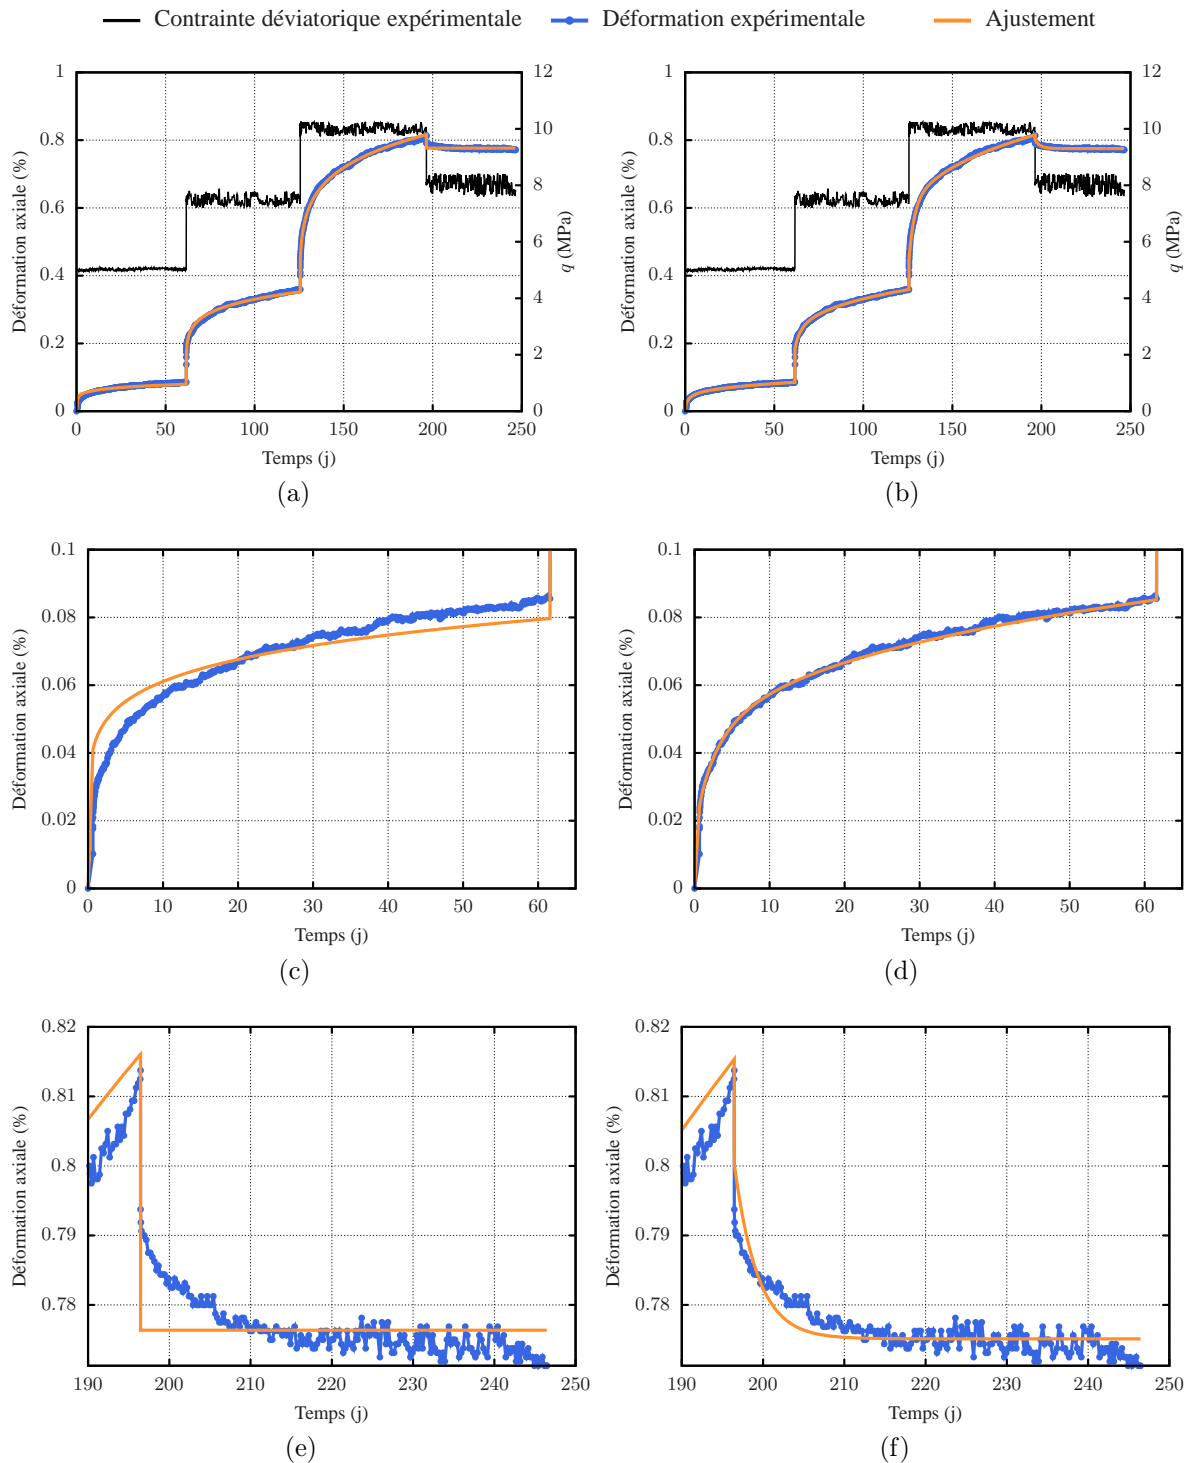 Contrainte déviatorique expérimentale Déformation expérimentale Ajustement
1 12 1 12
0.8 10 0.8 10
8 8
0.6 0.6
6 6
0.4 0.4
4 4
0.2 0.2
2 2
0 0 0 0
Déformation axiale (%) q (MPa) Déformation axiale (%) q (MPa)
0 50 100 150 200 250 0 50 100 150 200 250
Temps (j) Temps (j)
(a) (b)
0.1 0.1
0.08 0.08
0.06 0.06
0.04 0.04
0.02 0.02
0 0
Déformation axiale (%) Déformation axiale (%)
0 10 20 30 40 50 60 0 10 20 30 40 50 60
Temps (j) Temps (j)
(c) (d)
0.82 0.82
0.81 0.81
0.8 0.8
0.79 0.79
0.78 0.78
Déformation axiale (%) Déformation axiale (%)
190 200 210 220 230 240 250 190 200 210 220 230 240 250
Temps (j) Temps (j)
(e) (f)